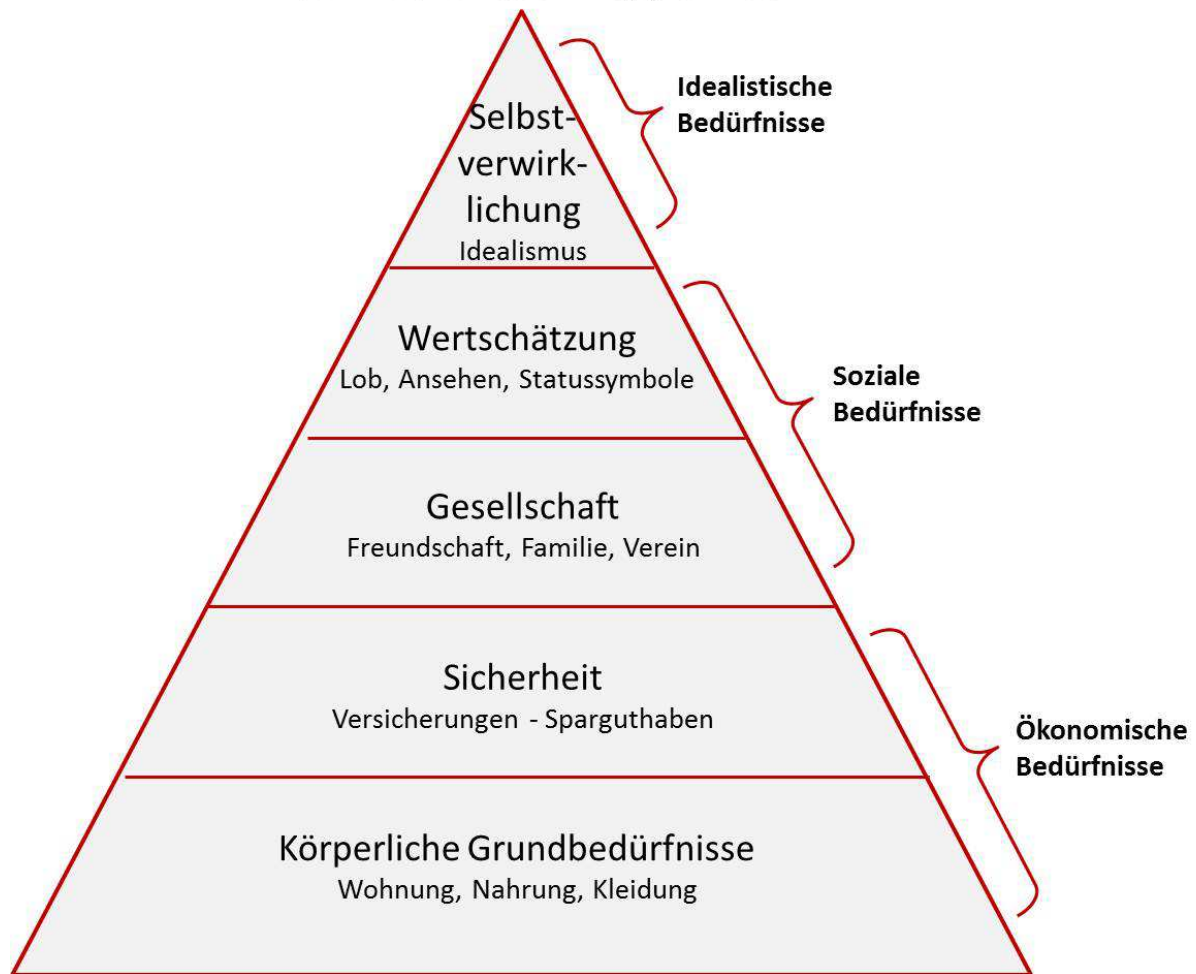 Idealistische
Bedürfnisse
Selbst-
verwirk-
lichung
Idealismus
Wertschätzung
Lob, Ansehen, Statussymbole
Soziale
Bedürfnisse
Gesellschaft
Freundschaft, Familie, Verein
Sicherheit
Versicherungen - Sparguthaben
Ökonomische
Bedürfnisse
Körperliche Grundbedürfnisse
Wohnung, Nahrung, Kleidung